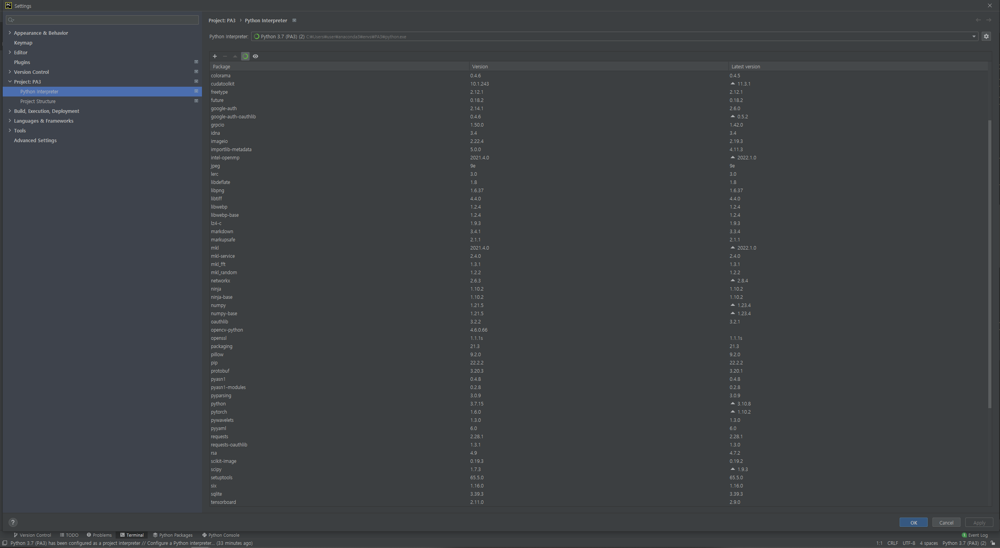 PC Settings
Appearance & Behavior
Keymap
Editor
Plugins
Version Control
Project: PA3
Python Interpreter
Project Structure
Build, Execution, Deployment
Languages & Frameworks
Tools
Advanced Settings
Project: PA3 › Python Interpreter
Python Interpreter: Python 3.7 (PA3) (2) C:₩Users₩user₩anaconda3₩envs₩PA3₩python.exe
Package Version Latest version
colorama 0.4.6 0.4.5
cudatoolkit 10.1.243 11.3.1
freetype 2.12.1 2.12.1
future 0.18.2 0.18.2
google-auth 2.14.1 2.6.0
google-auth-oauthlib 0.4.6 0.5.2
grpcio 1.50.0 1.42.0
idna 3.4 3.4
imageio 2.22.4 2.19.3
importlib-metadata 5.0.0 4.11.3
intel-openmp 2021.4.0 2022.1.0
jpeg 9e 9e
lerc 3.0 3.0
libdeflate 1.8 1.8
libpng 1.6.37 1.6.37
libtiff 4.4.0 4.4.0
libwebp 1.2.4 1.2.4
libwebp-base 1.2.4 1.2.4
lz4-c 1.9.3 1.9.3
markdown 3.4.1 3.3.4
markupsafe 2.1.1 2.1.1
mkl 2021.4.0 2022.1.0
mkl-service 2.4.0 2.4.0
mkl_fft 1.3.1 1.3.1
mkl_random 1.2.2 1.2.2
networkx 2.6.3 2.8.4
ninja 1.10.2 1.10.2
ninja-base 1.10.2 1.10.2
numpy 1.21.5 1.23.4
numpy-base 1.21.5 1.23.4
oauthlib 3.2.2 3.2.1
opencv-python 4.6.0.66
openssl 1.1.1s 1.1.1s
packaging 21.3 21.3
pillow 9.2.0 9.2.0
pip 22.2.2 22.2.2
protobuf 3.20.3 3.20.1
pyasn1 0.4.8 0.4.8
pyasn1-modules 0.2.8 0.2.8
pyparsing 3.0.9 3.0.9
python 3.7.15 3.10.8
pytorch 1.6.0 1.10.2
pywavelets 1.3.0 1.3.0
pyyaml 6.0 6.0
requests 2.28.1 2.28.1
requests-oauthlib 1.3.1 1.3.0
rsa 4.9 4.7.2
scikit-image 0.19.3 0.19.2
scipy 1.7.3 1.9.3
setuptools 65.5.0 65.5.0
six 1.16.0 1.16.0
sqlite 3.39.3 3.39.3
tensorboard 2.11.0 2.9.0
? OK Cancel Apply
Version Control TODO Problems Terminal Python Packages Python Console 1 Event Log
Python 3.7 (PA3) has been configured as a project interpreter // Configure a Python interpreter... (33 minutes ago) 1:1 CRLF UTF-8 4 spaces Python 3.7 (PA3) (2)